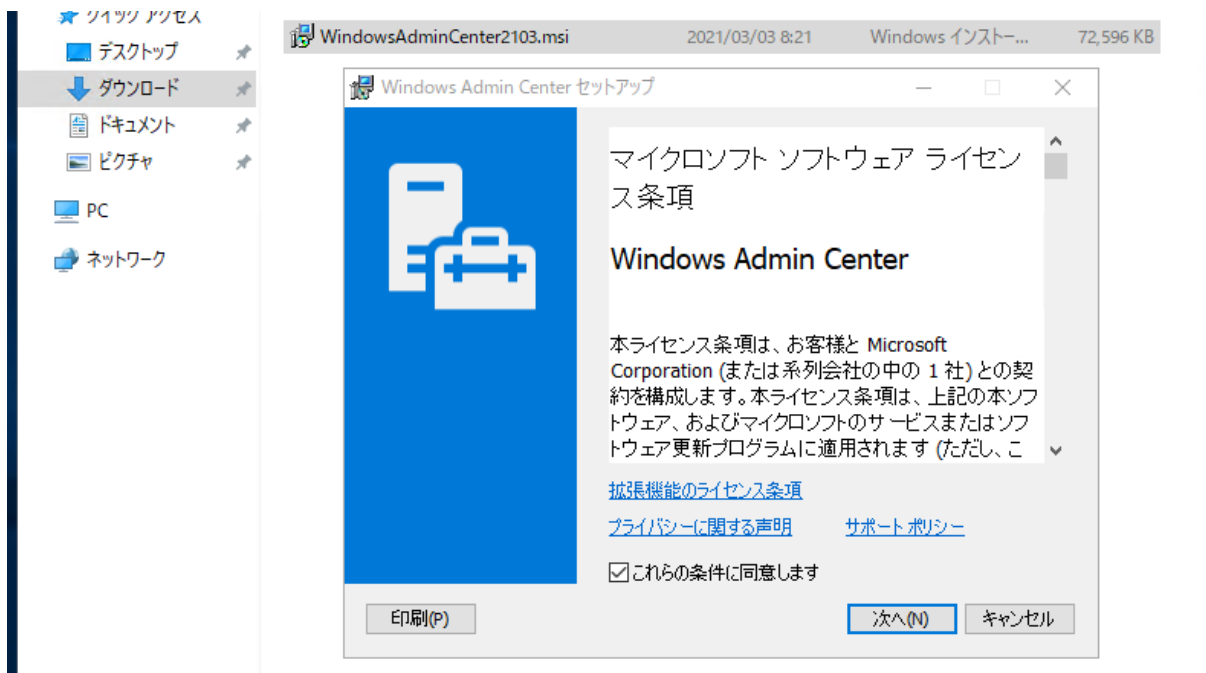 クイック アクセス
デスクトップ
ダウンロード
ドキュメント
ピクチャ
PC
ネットワーク
WindowsAdminCenter2103.msi 2021/03/03 8:21 Windows インストー... 72,596 KB
Windows Admin Center セットアップ
マイクロソフト ソフトウェア ライセン
ス条項
Windows Admin Center
本ライセンス条項は、お客様と Microsoft
Corporation (または系列会社の中の 1 社) との契
約を構成します。本ライセンス条項は、上記の本ソフ
トウェア、およびマイクロソフトのサービスまたはソフ
トウェア更新プログラムに適用されます (ただし、こ
拡張機能のライセンス条項
プライバシーに関する声明 サポート ポリシー
これらの条件に同意します
印刷(P) 次へ(N) キャンセル